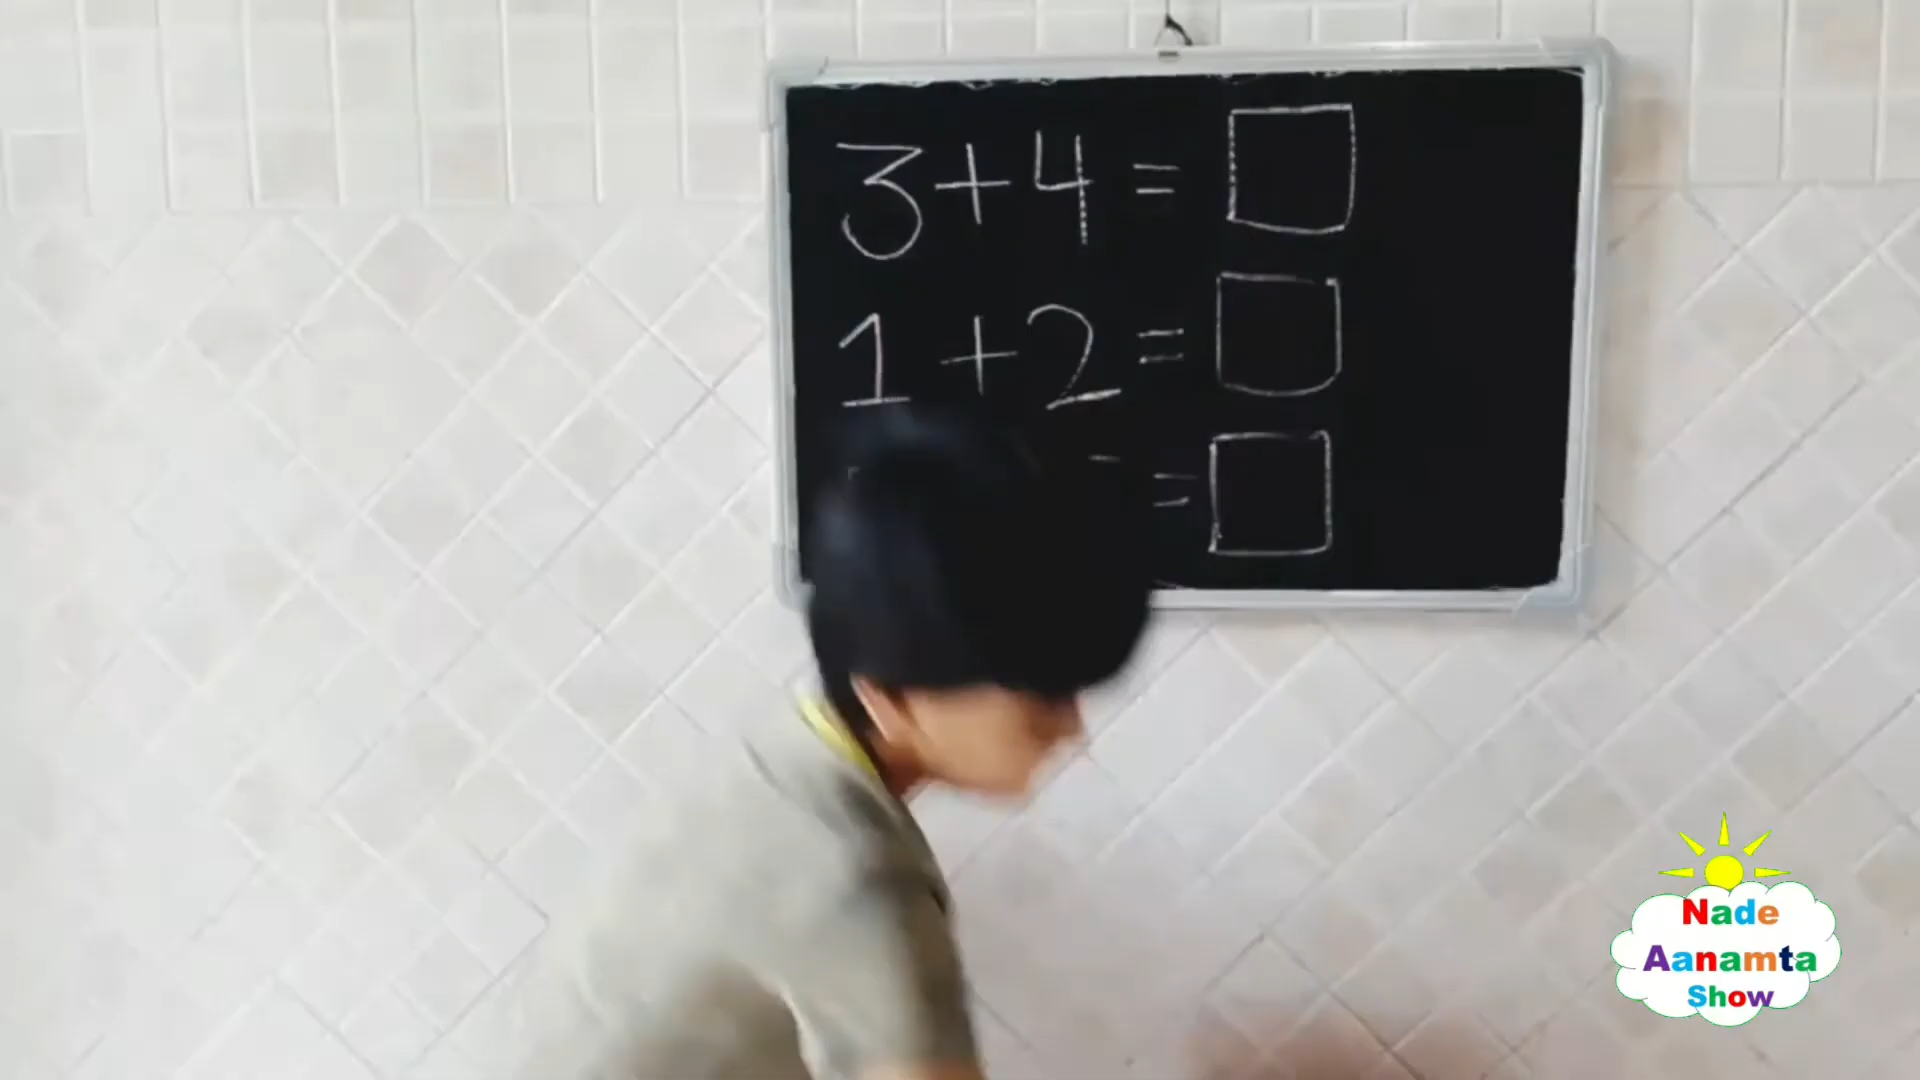 3+4=
1+2=
=
Nade
Aanamta
Show